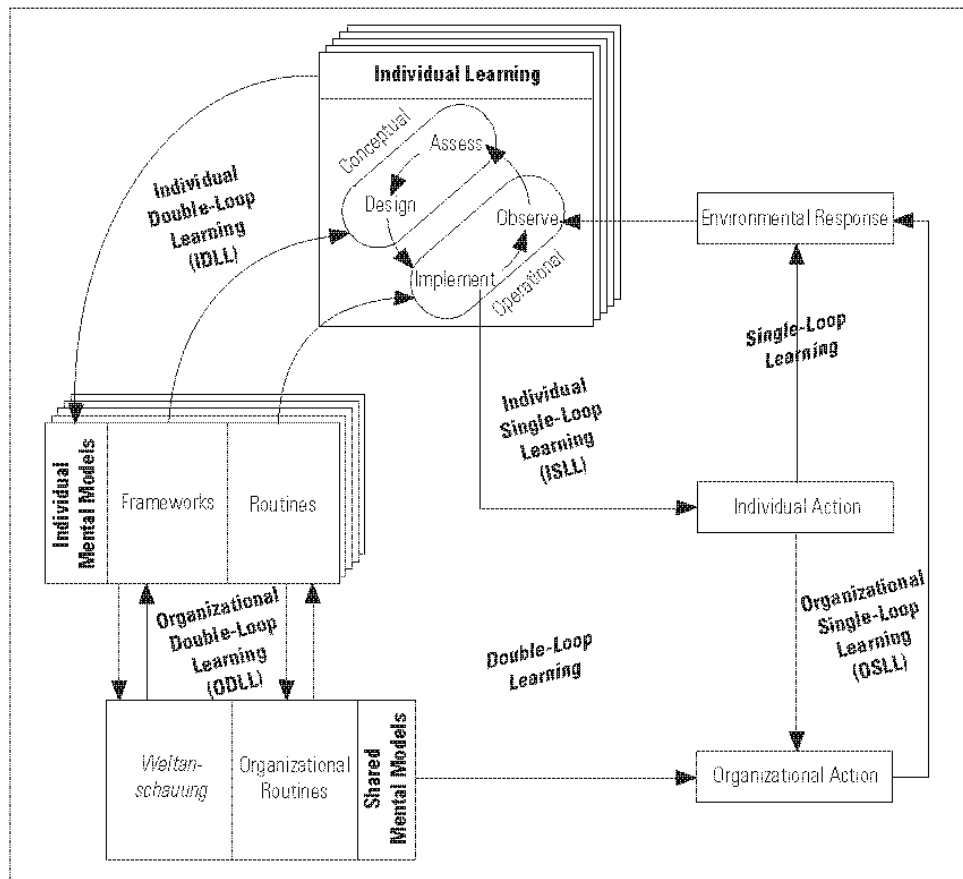 Individual Learning
Conceptual
Assess
Design
Observe
Implement
Operational
Individual
Double-Loop
Learning
(IDLL)
Environmental Response
Single-Loop
Learning
Individual
Single-Loop
Learning
(ISLL)
Individual
Mental Models
Frameworks
Routines
Individual Action
Organizational
Double-Loop
Learning
(ODLL)
Double-Loop
Learning
Organizational
Single-Loop
Learning
(OSLL)
Weltan-
schauung
Organizational
Routines
Shared
Mental Models
Organizational Action